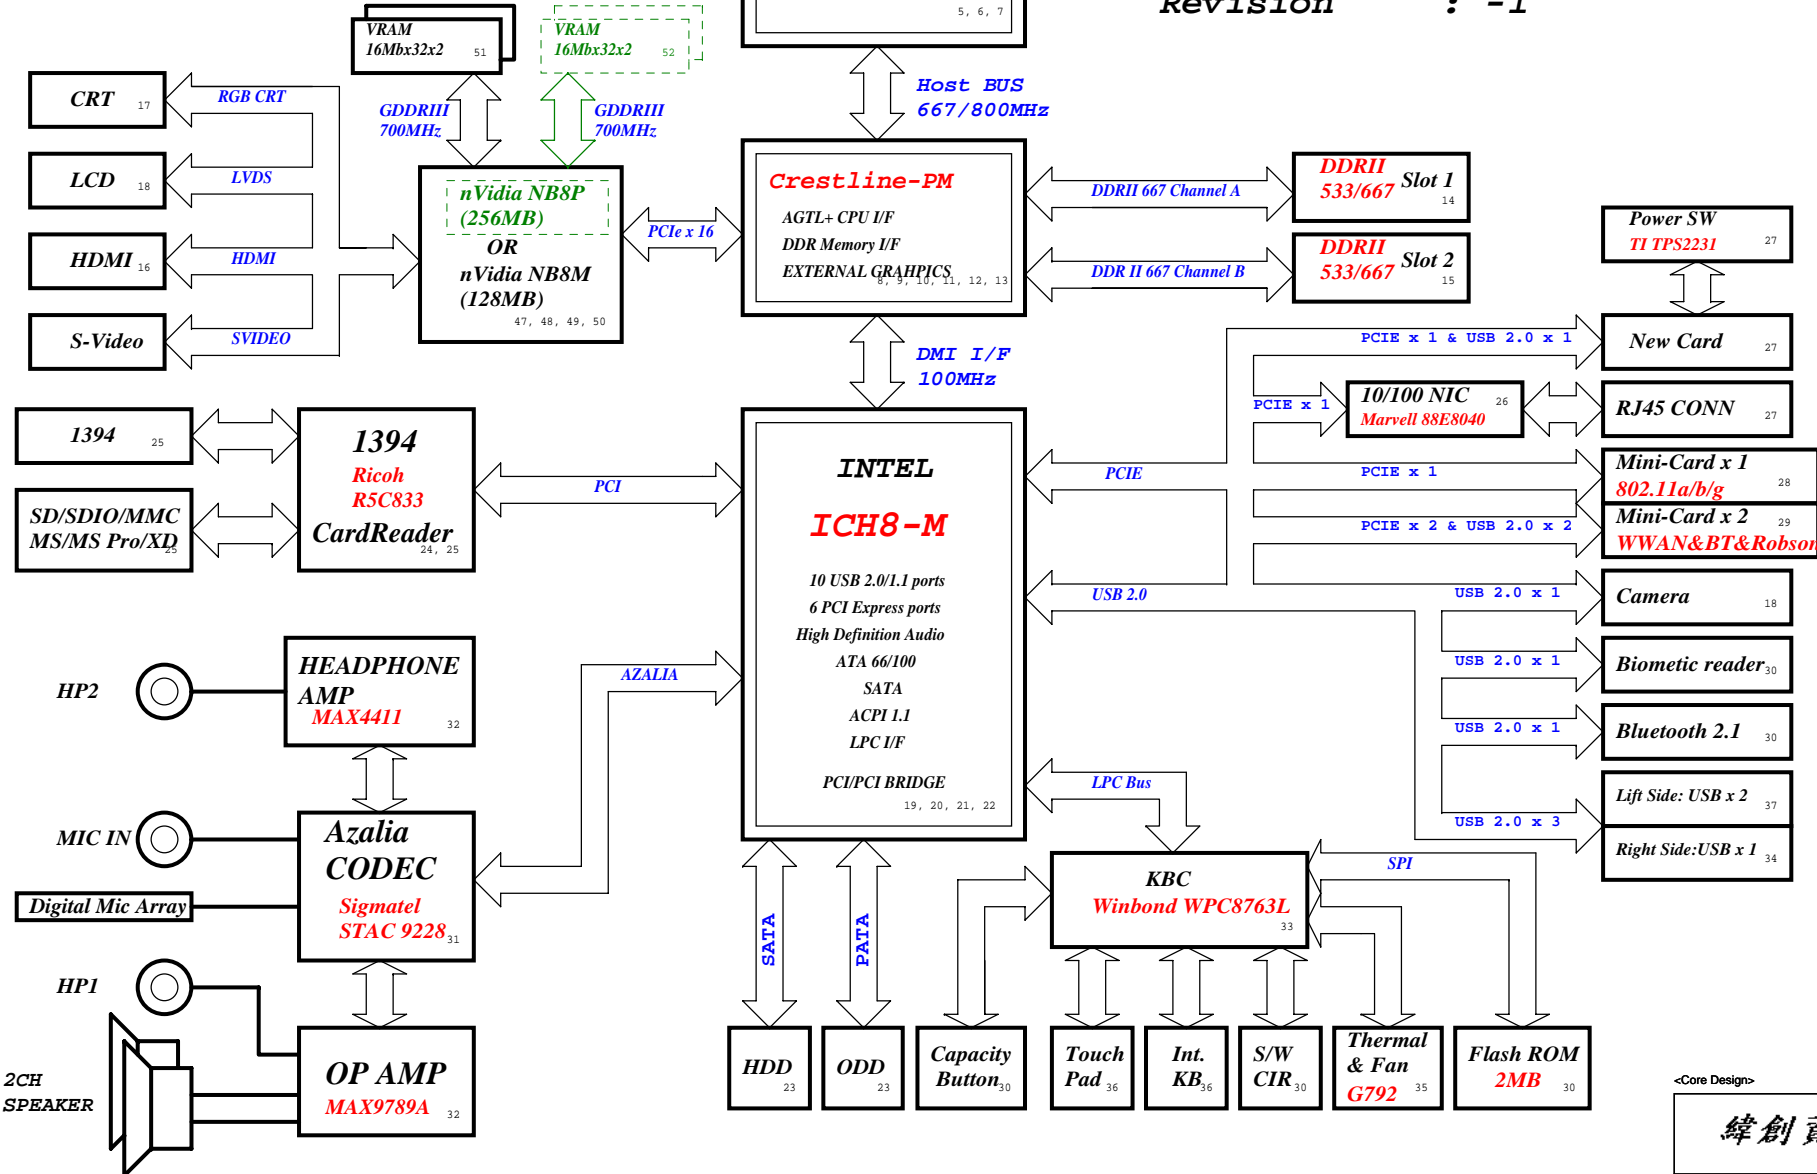 5, 6, 7
Revision : -1
VRAM
16Mbx32x2 51
VRAM
16Mbx32x2 52
CRT 17
RGB CRT
GDDRIII
700MHz
GDDRIII
700MHz
Host BUS
667/800MHz
LCD 18
LVDS
nVidia NB8P
(256MB)
OR
nVidia NB8M
(128MB)
47, 48, 49, 50
PCIe x 16
Crestline-PM
AGTL+ CPU I/F
DDR Memory I/F
EXTERNAL GRAHPICS
8, 9, 10, 11, 12, 13
DDRII 667 Channel A
DDRII
533/667 Slot 1
14
DDR II 667 Channel B
DDRII
533/667 Slot 2
15
Power SW
TI TPS2231 27
HDMI 16
HDMI
S-Video
SVIDEO
DMI I/F
100MHz
PCIE x 1 & USB 2.0 x 1
New Card 27
1394 25
1394
Ricoh
R5C833
CardReader
24, 25
SD/SDIO/MMC
MS/MS Pro/XD
25
PCI
INTEL
ICH8-M
10 USB 2.0/1.1 ports
6 PCI Express ports
High Definition Audio
ATA 66/100
SATA
ACPI 1.1
LPC I/F
PCI/PCI BRIDGE
19, 20, 21, 22
PCIE
PCIE x 1
10/100 NIC 26
Marvell 88E8040
RJ45 CONN 27
PCIE x 1
Mini-Card x 1
802.11a/b/g 28
PCIE x 2 & USB 2.0 x 2
Mini-Card x 2 29
WWAN&BT&Robson
USB 2.0
USB 2.0 x 1
Camera 18
USB 2.0 x 1
Biometic reader 30
USB 2.0 x 1
Bluetooth 2.1 30
Lift Side: USB x 2 37
USB 2.0 x 3
Right Side:USB x 1 34
HP2
HEADPHONE
AMP
MAX4411 32
AZALIA
MIC IN
Azalia
CODEC
Sigmatel
STAC 9228 31
Digital Mic Array
HP1
2CH
SPEAKER
OP AMP
MAX9789A 32
LPC Bus
KBC
Winbond WPC8763L
33
SPI
SATA
PATA
HDD
23
ODD
23
Capacity
Button 30
Touch
Pad 36
Int.
KB 36
S/W
CIR 30
Thermal
& Fan
G792 35
Flash ROM
2MB 30
<Core Design>
緯創